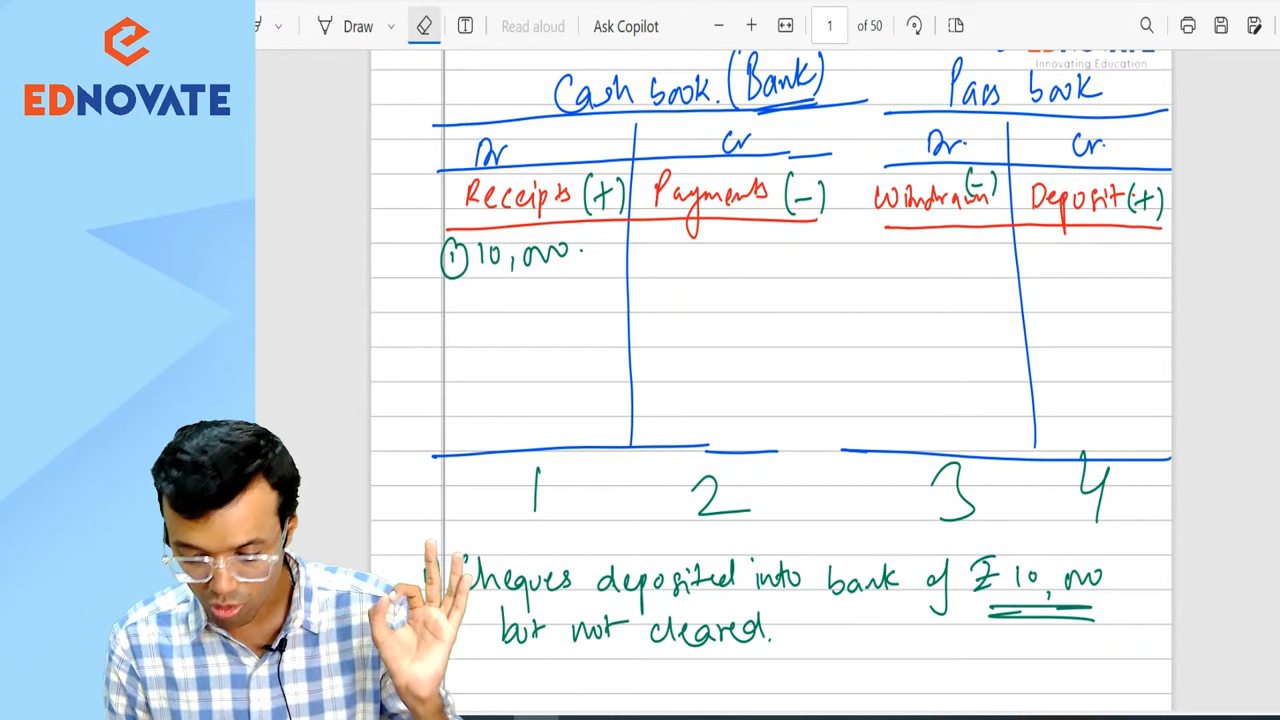 EDNOVATE
Draw
Read aloud
Ask Copilot
1 of 50
Innovating Education
Cash book. (Bank)
Pass book
Dr
Cr
Dr.
Cr.
Receipts (+)
Payments (-)
Withdrawn (-)
Deposit (+)
① 10,000.
1 2 3 4
Cheques deposited into bank of ₹ 10,000
but not cleared.